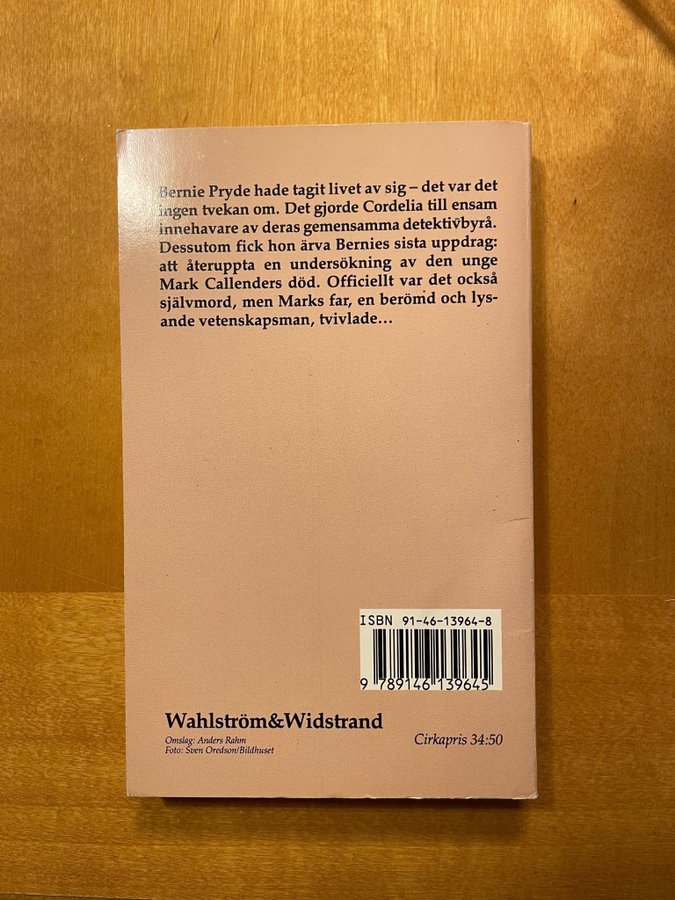 Bernie Pryde hade tagit livet av sig – det var det
ingen tvekan om. Det gjorde Cordelia till ensam
innehavare av deras gemensamma detektivbyrå.
Dessutom fick hon ärva Bernies sista uppdrag:
att återuppta en undersökning av den unge
Mark Callenders död. Officiellt var det också
självmord, men Marks far, en berömd och lys-
ande vetenskapsman, tvivlade...
ISBN 91-46-13964-8
9 789146 139645
Wahlström&Widstrand
Omslag: Anders Rahm
Foto: Sven Oredson/Bildhuset
Cirkapris 34:50